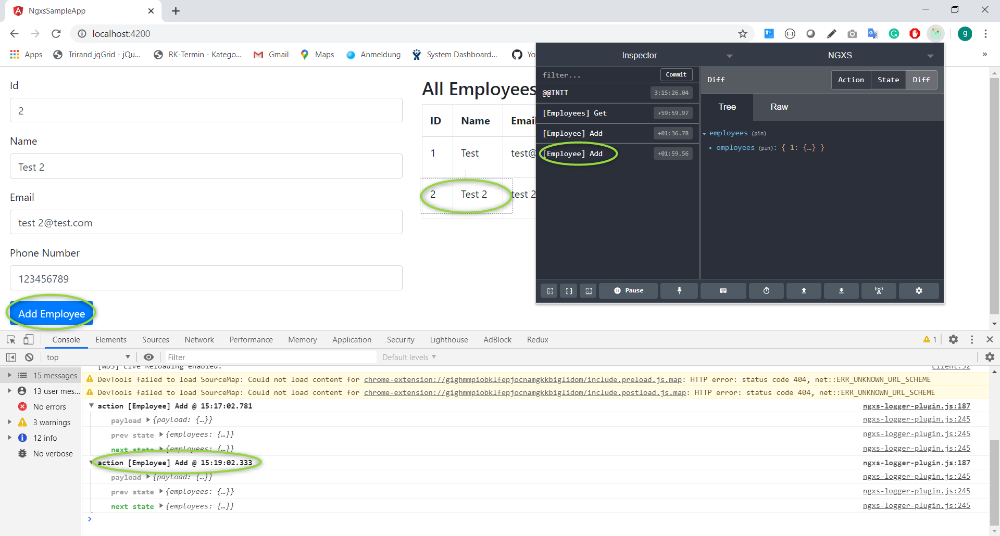 NgxsSampleApp
localhost:4200
g
Apps
Trirand jqGrid - jQu...
RK-Termin - Katego...
Gmail
Maps
Anmeldung
System Dashboard...
Yo
»
Id
2
Name
Test 2
Email
test 2@test.com
Phone Number
123456789
Add Employee
All Employees
ID Name Email
1 Test test@
2 Test 2 test 2
Inspector
NGXS
filter...
Commit
@@INIT 3:15:26.04
[Employees] Get +59:59.97
[Employee] Add +01:36.78
[Employee] Add +01:59.56
Diff
Action State Diff
Tree Raw
employees (pin)
employees (pin): { 1: {…} }
Pause
Console Elements Sources Network Performance Memory Application Security Lighthouse AdBlock Redux 1
top Filter Default levels
15 messages
13 user mes...
No errors
3 warnings
12 info
No verbose
[WDS] Live Reloading enabled. client:52
DevTools failed to load SourceMap: Could not load content for chrome-extension://gighmmpiobklfepjocnamgkkbiglidom/include.preload.js.map: HTTP error: status code 404, net::ERR_UNKNOWN_URL_SCHEME
DevTools failed to load SourceMap: Could not load content for chrome-extension://gighmmpiobklfepjocnamgkkbiglidom/include.postload.js.map: HTTP error: status code 404, net::ERR_UNKNOWN_URL_SCHEME
action [Employee] Add @ 15:17:02.781 ngxs-logger-plugin.js:187
payload {payload: {…}} ngxs-logger-plugin.js:245
prev state {employees: {…}} ngxs-logger-plugin.js:245
next state {employees: {…}} ngxs-logger-plugin.js:245
action [Employee] Add @ 15:19:02.333 ngxs-logger-plugin.js:187
payload {payload: {…}} ngxs-logger-plugin.js:245
prev state {employees: {…}} ngxs-logger-plugin.js:245
next state {employees: {…}} ngxs-logger-plugin.js:245